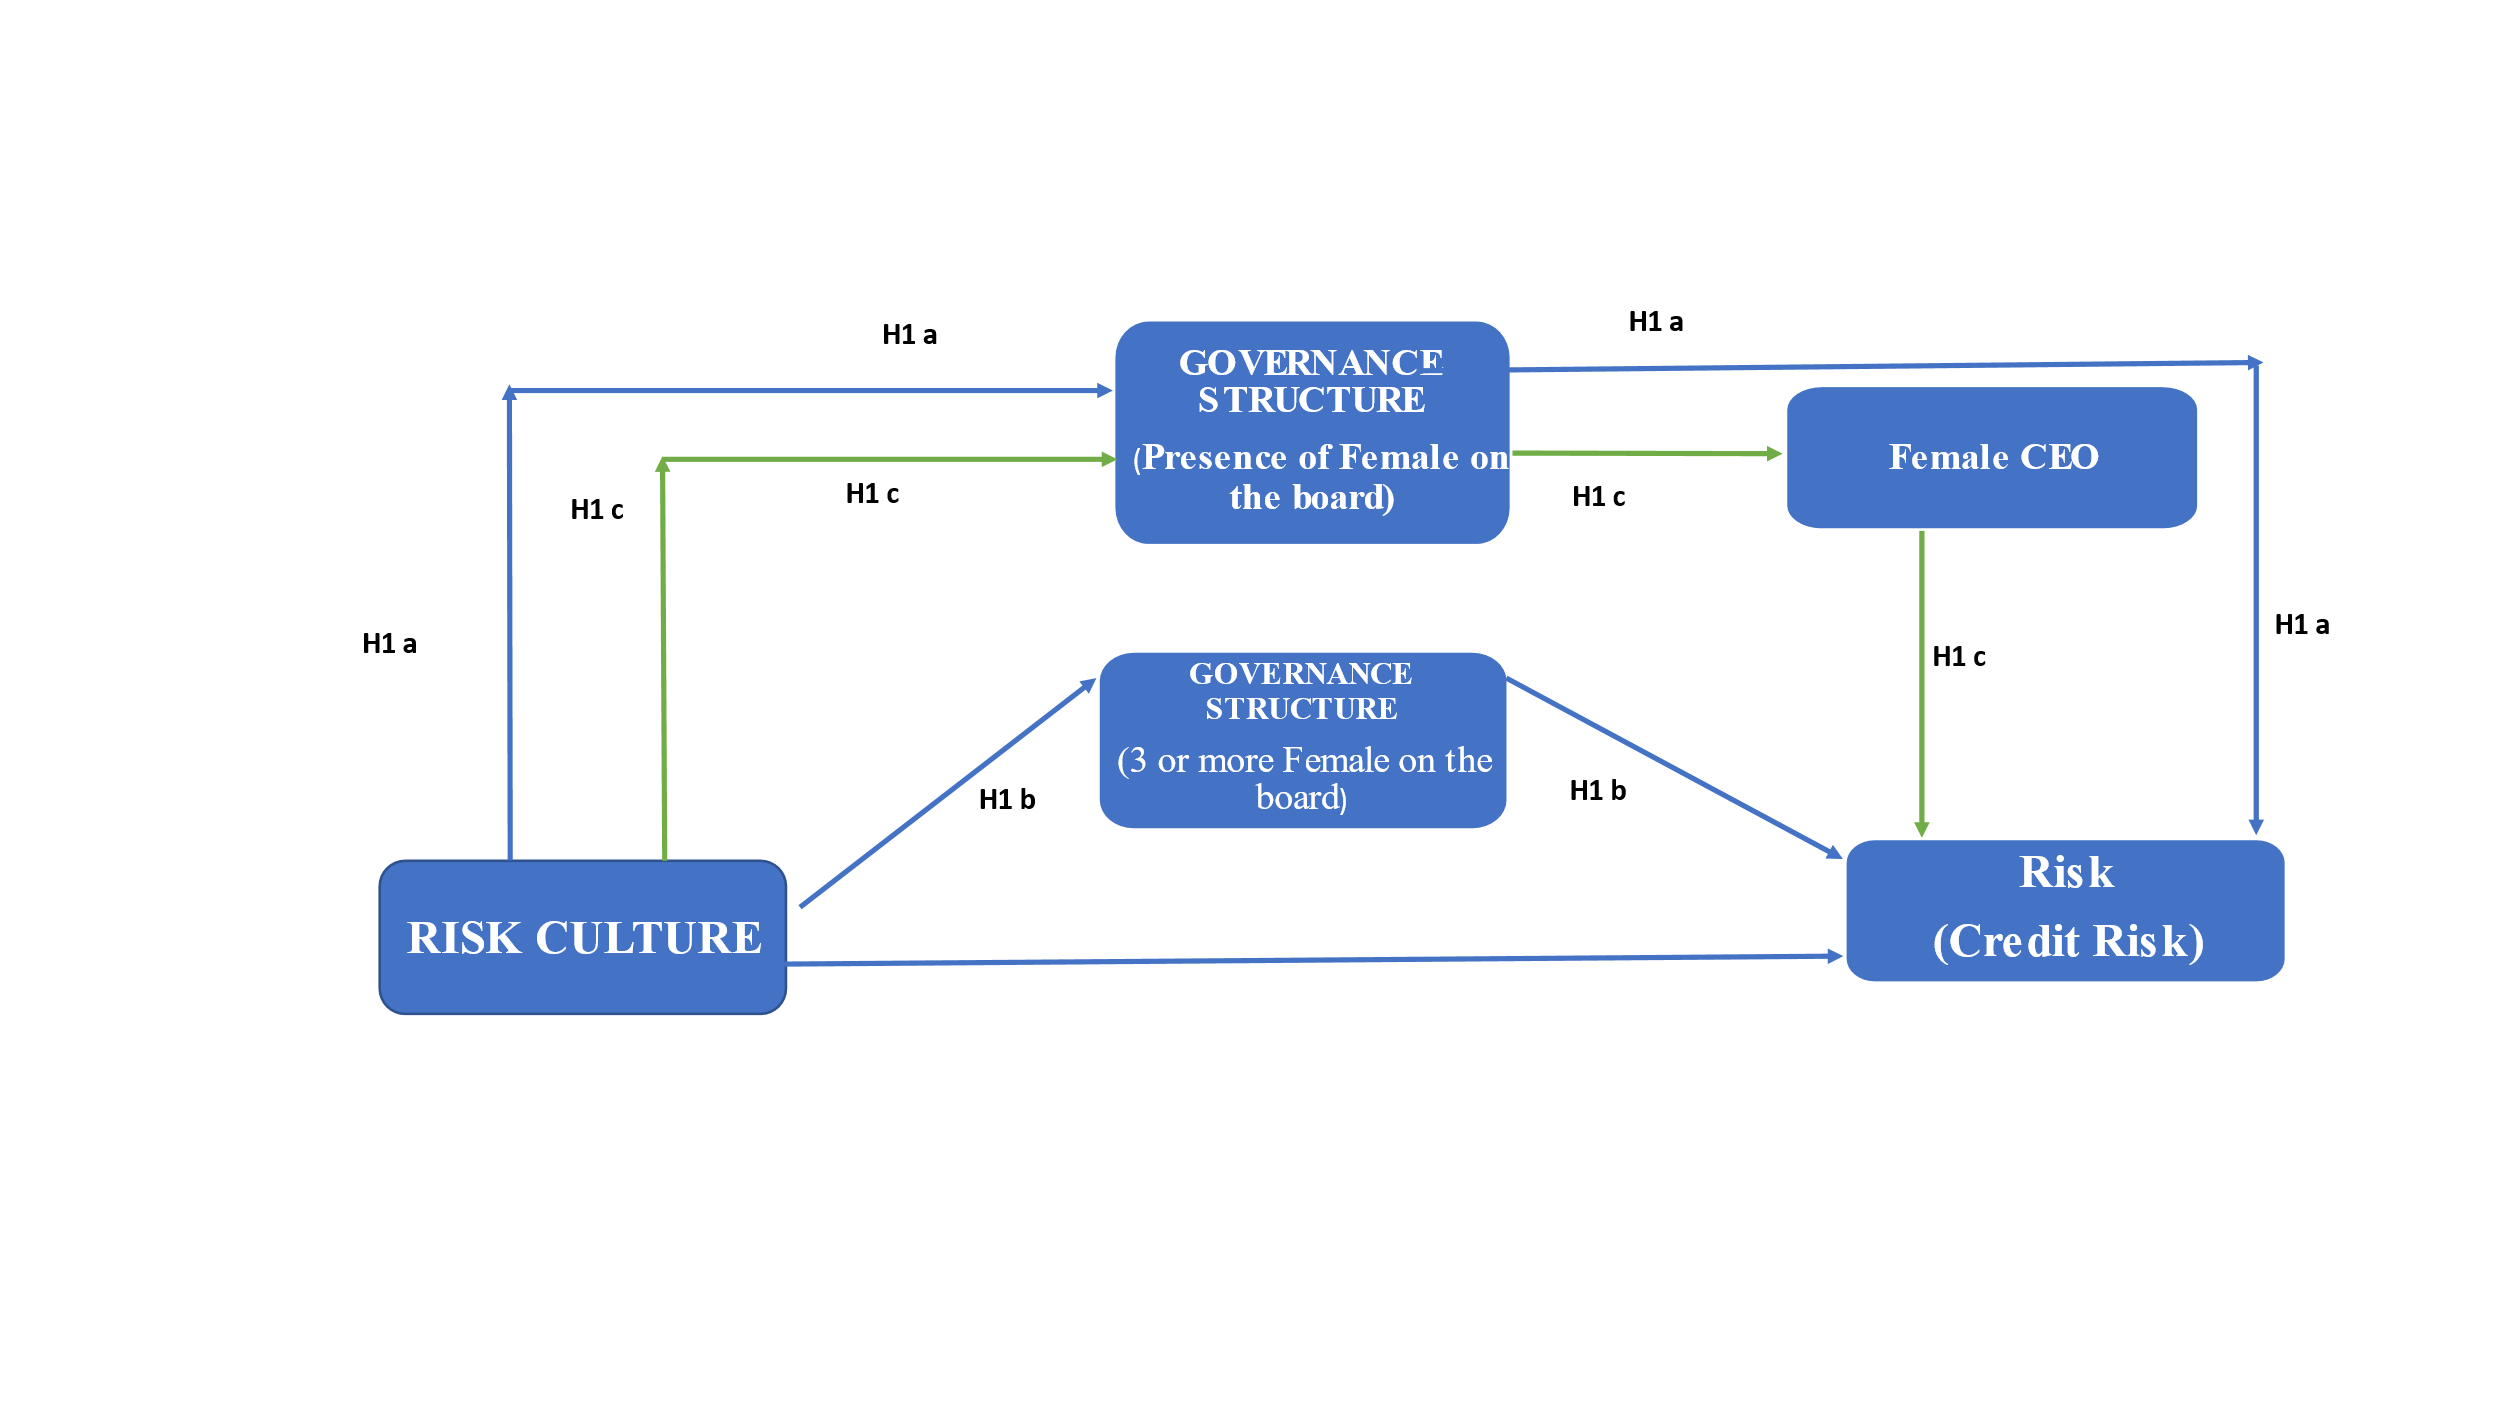 H1 a
H1 a
GOVERNANCE
STRUCTURE
(Presence of Female on
the board)
Female CEO
H1 c
H1 c
H1 c
H1 a
H1 a
H1 c
GOVERNANCE
STRUCTURE
(3 or more Female on the
board)
H1 b
H1 b
RISK CULTURE
Risk
(Credit Risk)